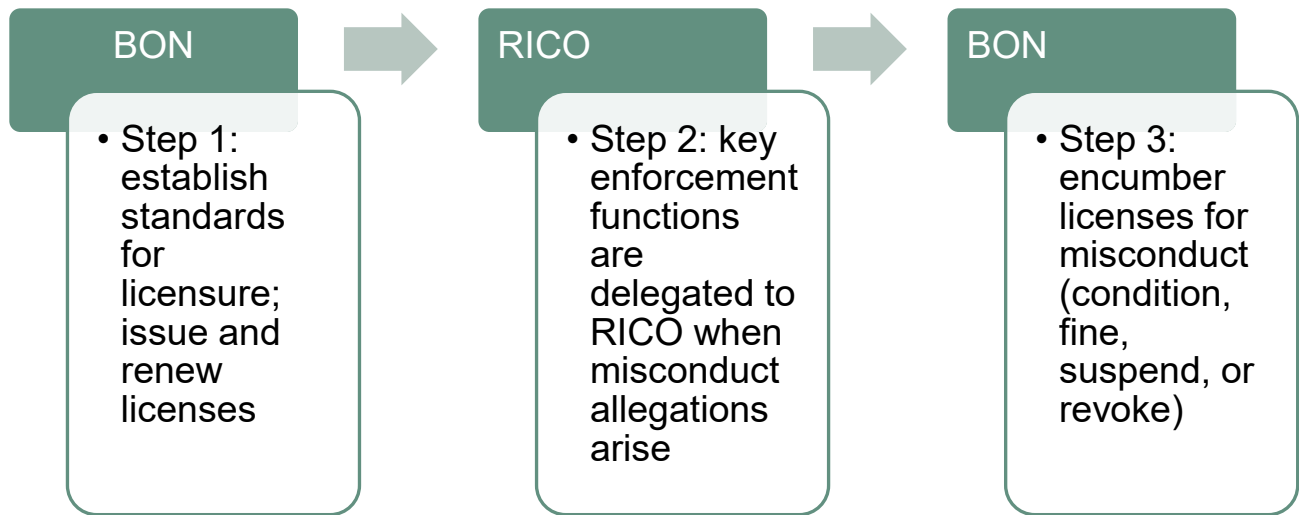 BON
• Step 1:
establish
standards
for
licensure;
issue and
renew
licenses
RICO
• Step 2: key
enforcement
functions
are
delegated to
RICO when
misconduct
allegations
arise
BON
• Step 3:
encumber
licenses for
misconduct
(condition,
fine,
suspend, or
revoke)